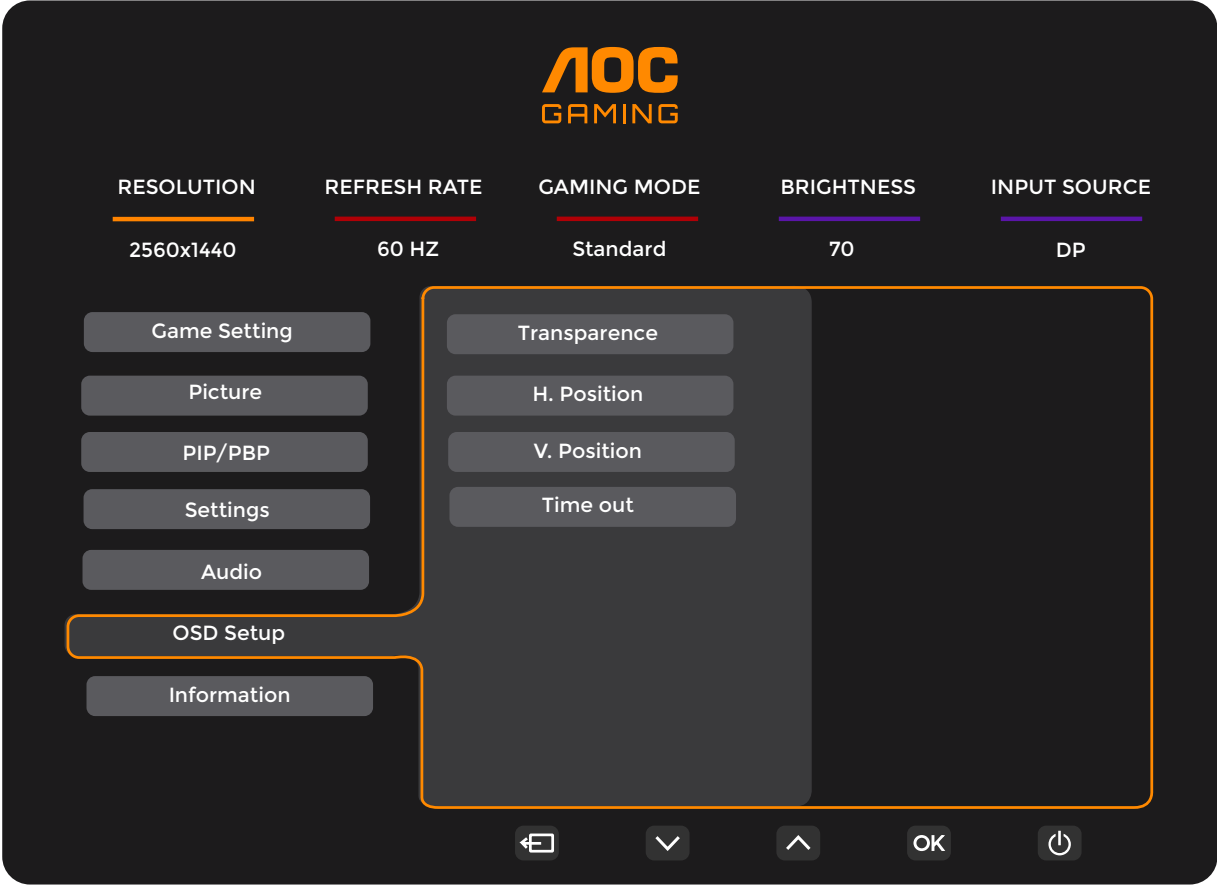 AOC
GAMING
RESOLUTION REFRESH RATE GAMING MODE BRIGHTNESS INPUT SOURCE
2560x1440 60 HZ Standard 70 DP
Game Setting
Picture
PIP/PBP
Settings
Audio
OSD Setup
Information
Transparence
H. Position
V. Position
Time out
OK